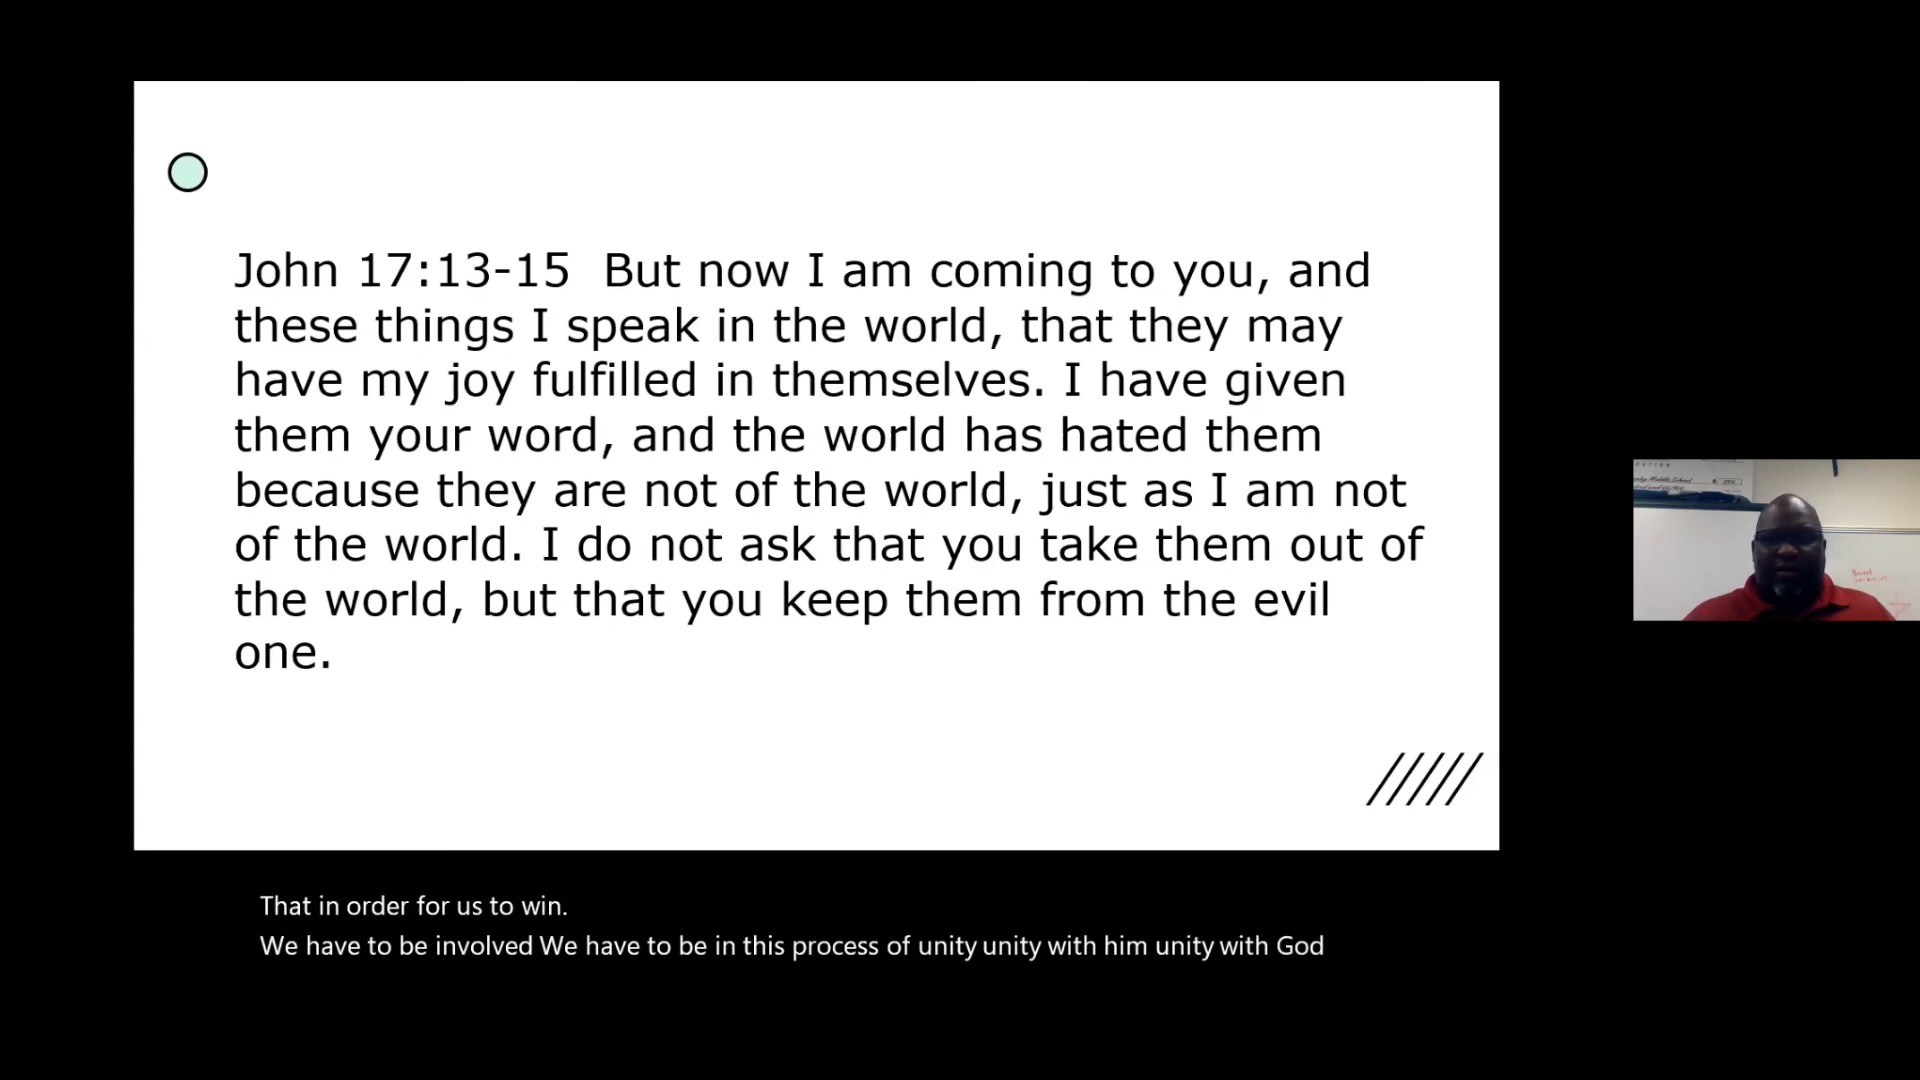 John 17:13-15  But now I am coming to you, and
these things I speak in the world, that they may
have my joy fulfilled in themselves. I have given
them your word, and the world has hated them
because they are not of the world, just as I am not
of the world. I do not ask that you take them out of
the world, but that you keep them from the evil
one.
Middle School
That in order for us to win.
We have to be involved We have to be in this process of unity unity with him unity with God